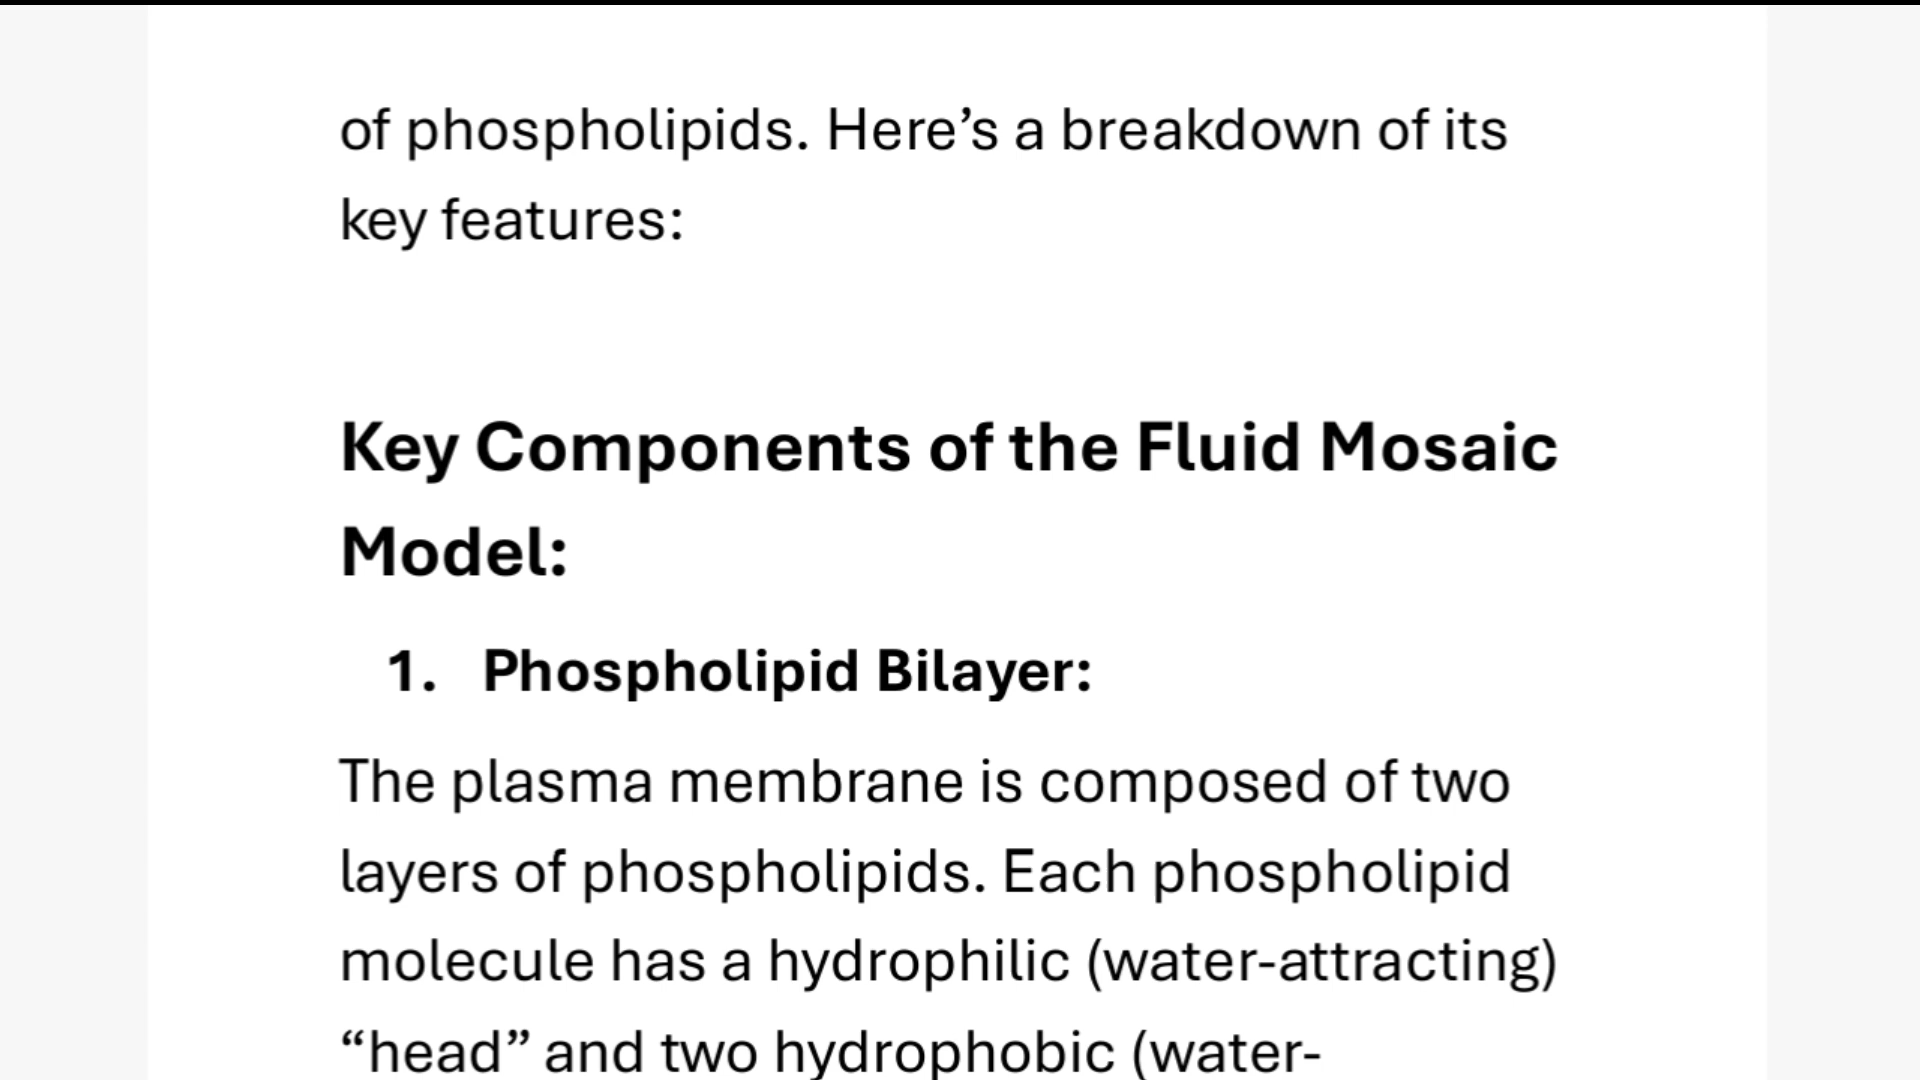 of phospholipids. Here’s a breakdown of its
key features:
Key Components of the Fluid Mosaic
Model:
1. Phospholipid Bilayer:
The plasma membrane is composed of two
layers of phospholipids. Each phospholipid
molecule has a hydrophilic (water-attracting)
“head” and two hydrophobic (water-